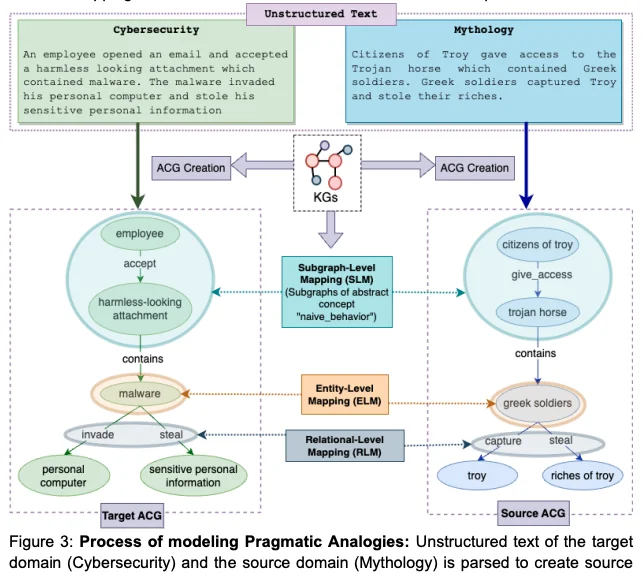 Unstructured Text
Cybersecurity
An employee opened an email and accepted
a harmless looking attachment which
contained malware. The malware invaded
his personal computer and stole his
sensitive personal information
Mythology
Citizens of Troy gave access to the
Trojan horse which contained Greek
soldiers. Greek soldiers captured Troy
and stole their riches.
ACG Creation
KGs
ACG Creation
employee
accept
harmless-looking
attachment
contains
malware
invade
steal
personal
computer
sensitive personal
information
Target ACG
Subgraph-Level
Mapping (SLM)
(Subgraphs of abstract
concept
"naive_behavior")
Entity-Level
Mapping (ELM)
Relational-Level
Mapping (RLM)
citizens of troy
give_access
trojan horse
contains
greek soldiers
capture
steal
troy
riches of troy
Source ACG
Figure 3: Process of modeling Pragmatic Analogies: Unstructured text of the target
domain (Cybersecurity) and the source domain (Mythology) is parsed to create source